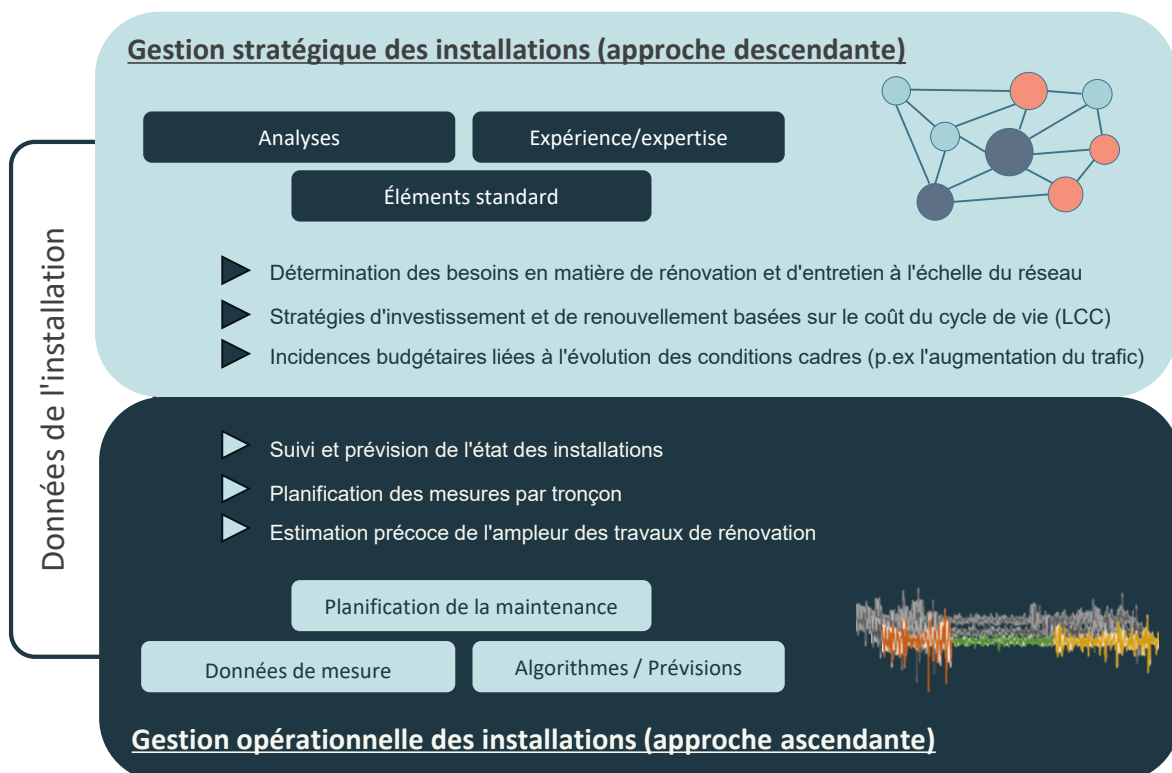 Gestion stratégique des installations (approche descendante)
Analyses
Expérience/expertise
Éléments standard
Détermination des besoins en matière de rénovation et d'entretien à l'échelle du réseau
Stratégies d'investissement et de renouvellement basées sur le coût du cycle de vie (LCC)
Incidences budgétaires liées à l'évolution des conditions cadres (p.ex l'augmentation du trafic)
Données de l'installation
Suivi et prévision de l'état des installations
Planification des mesures par tronçon
Estimation précoce de l'ampleur des travaux de rénovation
Planification de la maintenance
Données de mesure
Algorithmes / Prévisions
Gestion opérationnelle des installations (approche ascendante)